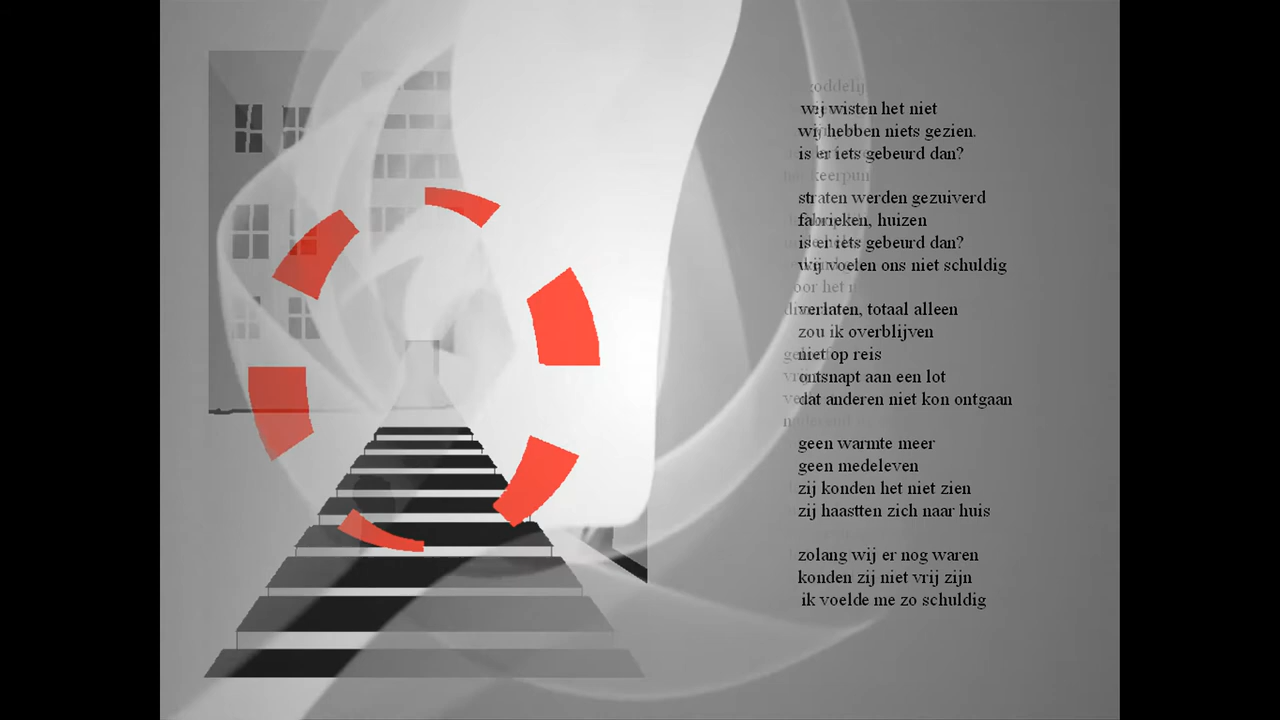 wij wisten het niet
wij hebben niets gezien.
is er iets gebeurd dan?
straten werden gezuiverd
fabrieken, huizen
is er iets gebeurd dan?
wij voelen ons niet schuldig
verlaten, totaal alleen
zou ik overblijven
niet op reis
ontsnapt aan een lot
dat anderen niet kon ontgaan
geen warmte meer
geen medeleven
zij konden het niet zien
zij haastten zich naar huis
zolang wij er nog waren
konden zij niet vrij zijn
ik voelde me zo schuldig